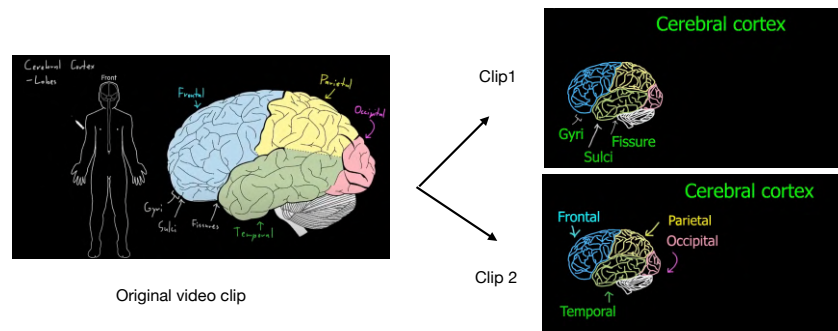 Cerebral Cortex
- Lobes
Front
Frontal
Parietal
Occipital
Gyri
Sulci
Fissures
Temporal
Original video clip
Clip1
Cerebral cortex
Gyri
Fissure
Sulci
Clip 2
Cerebral cortex
Frontal
Parietal
Occipital
Temporal